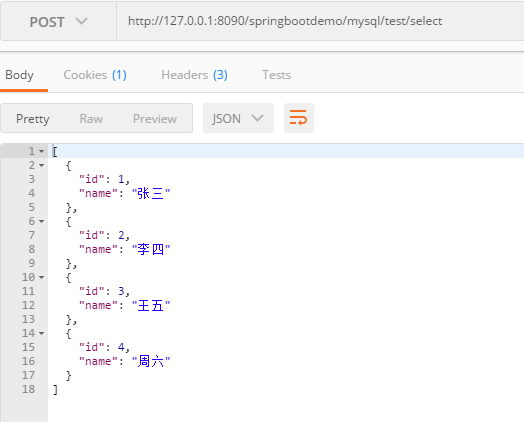 POST http://127.0.0.1:8090/springbootdemo/mysql/test/select
Body Cookies (1) Headers (3) Tests
Pretty Raw Preview JSON
1 [
2 {
3 "id": 1,
4 "name": "张三"
5 },
6 {
7 "id": 2,
8 "name": "李四"
9 },
10 {
11 "id": 3,
12 "name": "王五"
13 },
14 {
15 "id": 4,
16 "name": "周六"
17 }
18 ]